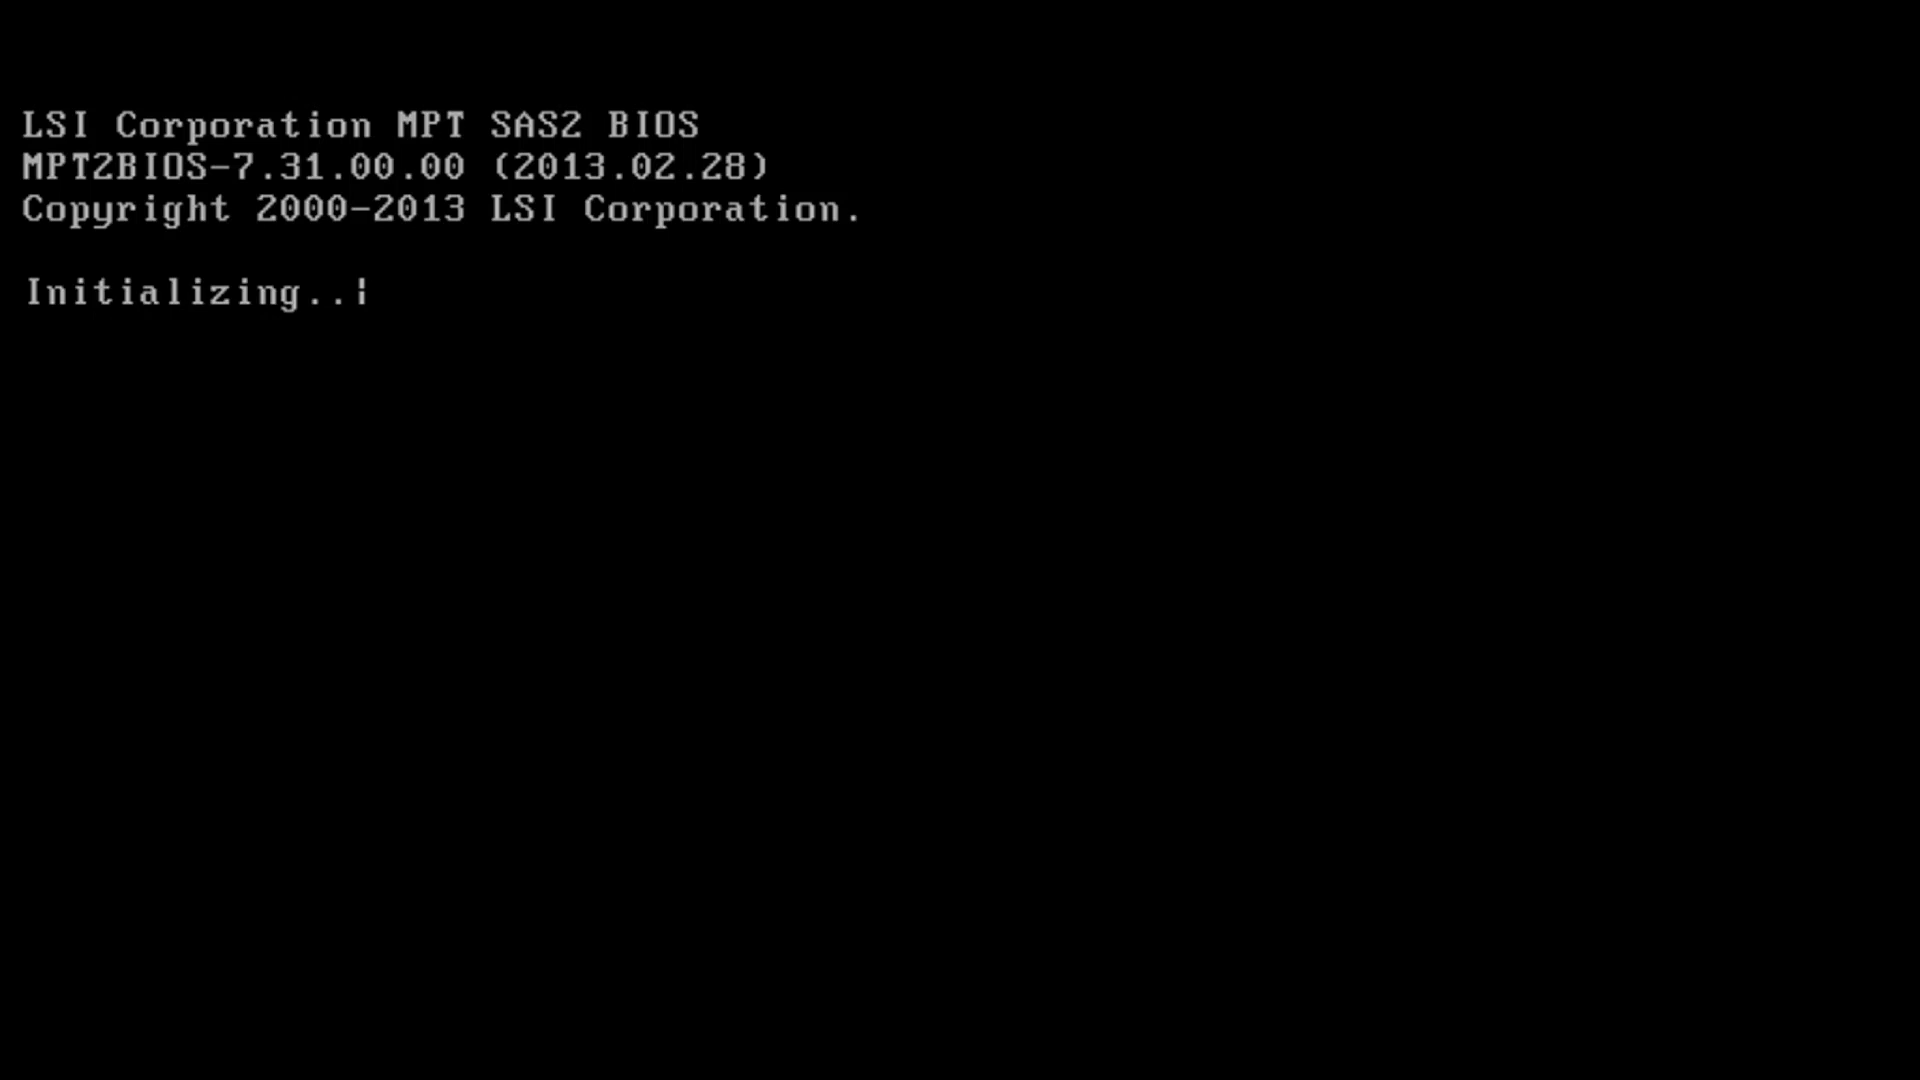 LSI Corporation MPT SAS2 BIOS
MPT2BIOS-7.31.00.00 (2013.02.28)
Copyright 2000-2013 LSI Corporation.
Initializing..|